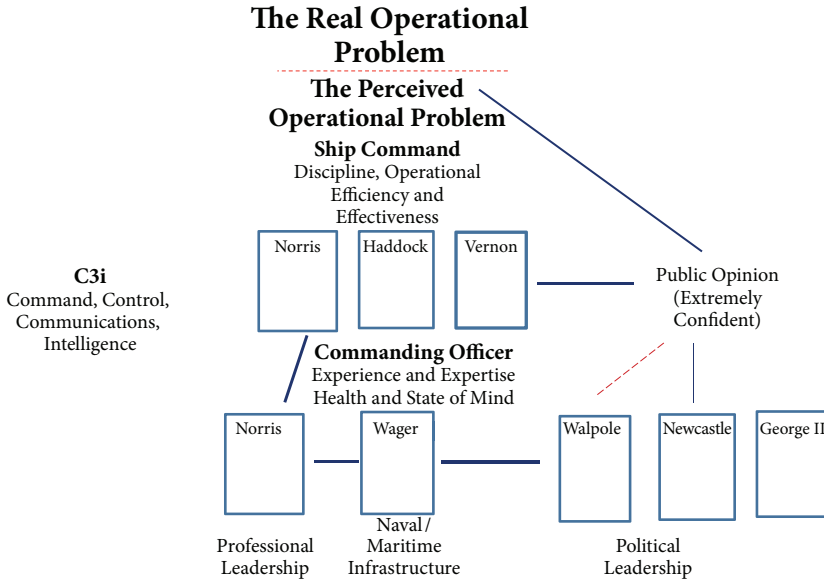 The Real Operational
Problem
The Perceived
Operational Problem
Ship Command
Discipline, Operational
Efficiency and
Effectiveness
Norris
Haddock
Vernon
C3i
Command, Control,
Communications,
Intelligence
Public Opinion
(Extremely
Confident)
Commanding Officer
Experience and Expertise
Health and State of Mind
Norris
Wager
Walpole
Newcastle
George II
Professional
Leadership
Naval /
Maritime
Infrastructure
Political
Leadership